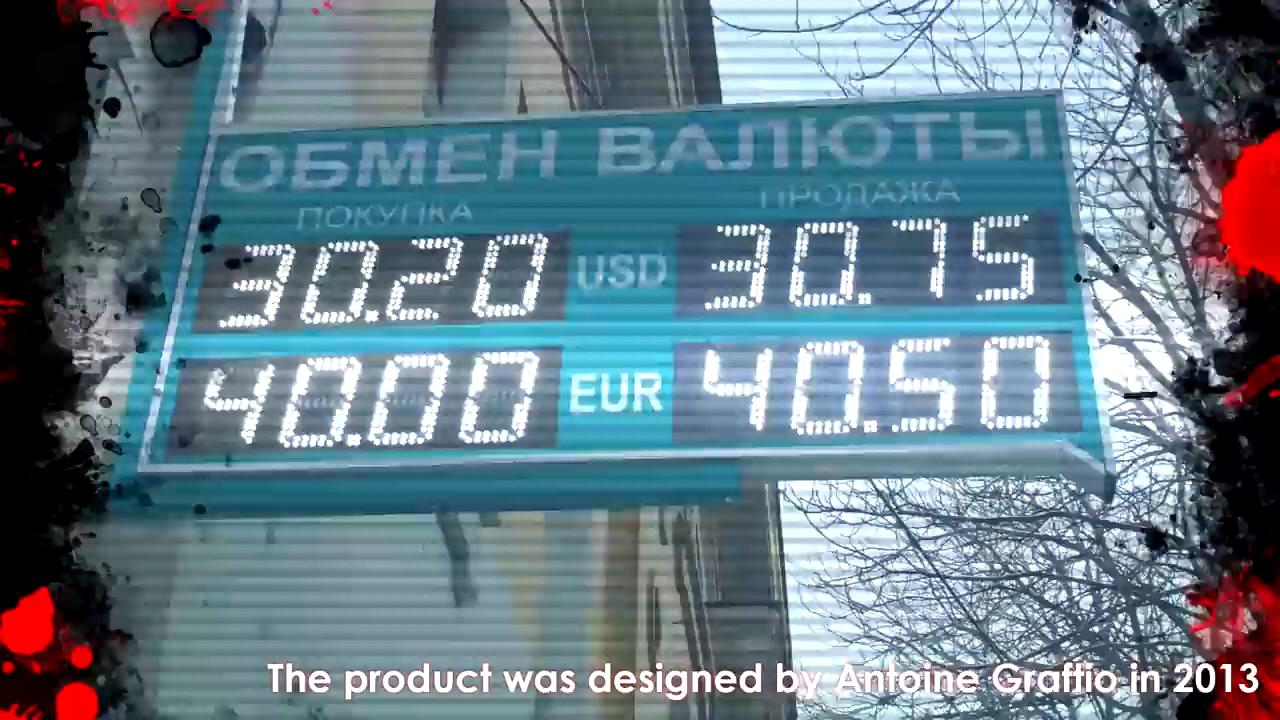 ОБМЕН ВАЛЮТЫ
ПОКУПКА ПРОДАЖА
30.20 USD 30.75
40.00 EUR 40.50
The product was designed by Antoine Graffio in 2013